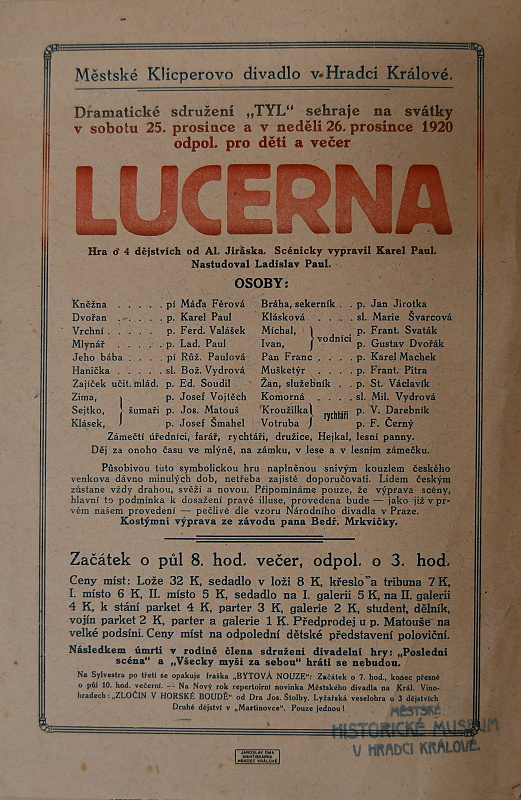 Městské Klicperovo divadlo v Hradci Králové.
Dramatické sdružení „TYL“ sehraje na svátky
v sobotu 25. prosince a v neděli 26. prosince 1920
odpol. pro děti a večer
LUCERNA
Hra o 4 dějstvích od Al. Jiráska. Scénicky vypravil Karel Paul.
Nastudoval Ladislav Paul.
OSOBY:
Kněžna . . . . . pí Máďa Férová
Dvořan . . . . . p. Karel Paul
Vrchní . . . . . p. Ferd. Valášek
Mlynář . . . . . p. Lad. Paul
Jeho bába . . . . pí Růž. Paulová
Hanička . . . . . sl. Bož. Vydrová
Zajíček učit. mlád. p. Ed. Soudil
Zima, p. Josef Vojtěch
Sejtko, } šumaři p. Jos. Matouš
Klásek, p. Josef Šmahel
Bráha, sekerník . . p. Jan Jirotka
Klásková . . . . sl. Marie Švarcová
Michal, } vodníci p. Frant. Svaták
Ivan, p. Gustav Dvořák
Pan Franc . . . . p. Karel Machek
Mušketýr . . . . p. Frant. Pitra
Žan, služebník . . p. St. Václavík
Komorná . . . . sl. Mil. Vydrová
Kroužilka } rychtáři p. V. Darebník
Votruba p. F. Černý
Zámečtí úředníci, farář, rychtáři, družice, Hejkal, lesní panny.
Děj za onoho času ve mlýně, na zámku, v lese a v lesním zámečku.
Působivou tuto symbolickou hru naplněnou snivým kouzlem českého
venkova dávno minulých dob, netřeba zajisté doporučovati. Lidem českým
zůstane vždy drahou, svěží a novou. Připomínáme pouze, že výprava scény,
hlavní to podmínka k dosažení pravé illuse, provedena bude — jako již v pr-
vém našem provedení — pečlivě dle vzoru Národního divadla v Praze.
Kostýmní výprava ze závodu pana Bedř. Mrkvičky.
Začátek o půl 8. hod. večer, odpol. o 3. hod.
Ceny míst: Lože 32 K, sedadlo v loži 8 K, křeslo a tribuna 7 K,
I. místo 6 K, II. místo 5 K, sedadlo na I. galerii 5 K, na II. galerii
4 K, k stání parket 4 K, parter 3 K, galerie 2 K, student, dělník,
vojín parket 2 K, parter a galerie 1 K. Předprodej u p. Matouše na
velké podsíni. Ceny míst na odpolední dětské představení poloviční.
Následkem úmrtí v rodině člena sdružení divadelní hry: „Poslední
scéna“ a „Všecky myši za sebou“ hráti se nebudou.
Na Sylvestra po třetí se opakuje fraška „BYTOVÁ NOUZE“: Začátek o 7. hod., konec přesně
o půl 10. hod. večerní. — Na Nový rok repertoirní novinka Městského divadla na Král. Vino-
hradech: „ZLOČIN V HORSKÉ BOUDĚ“ od Dra Jos. Štolby. Lyžařská veselohra o 3 dějstvích
Druhé dějství v „Martinovce“. Pouze jednou!
MĚSTSKÉ
HISTORICKÉ MUSEUM
V HRADCI KRÁLOVÉ.
JAROSLAV OMA
KNIHTISKÁRNA
HRADEC KRÁLOVÉ